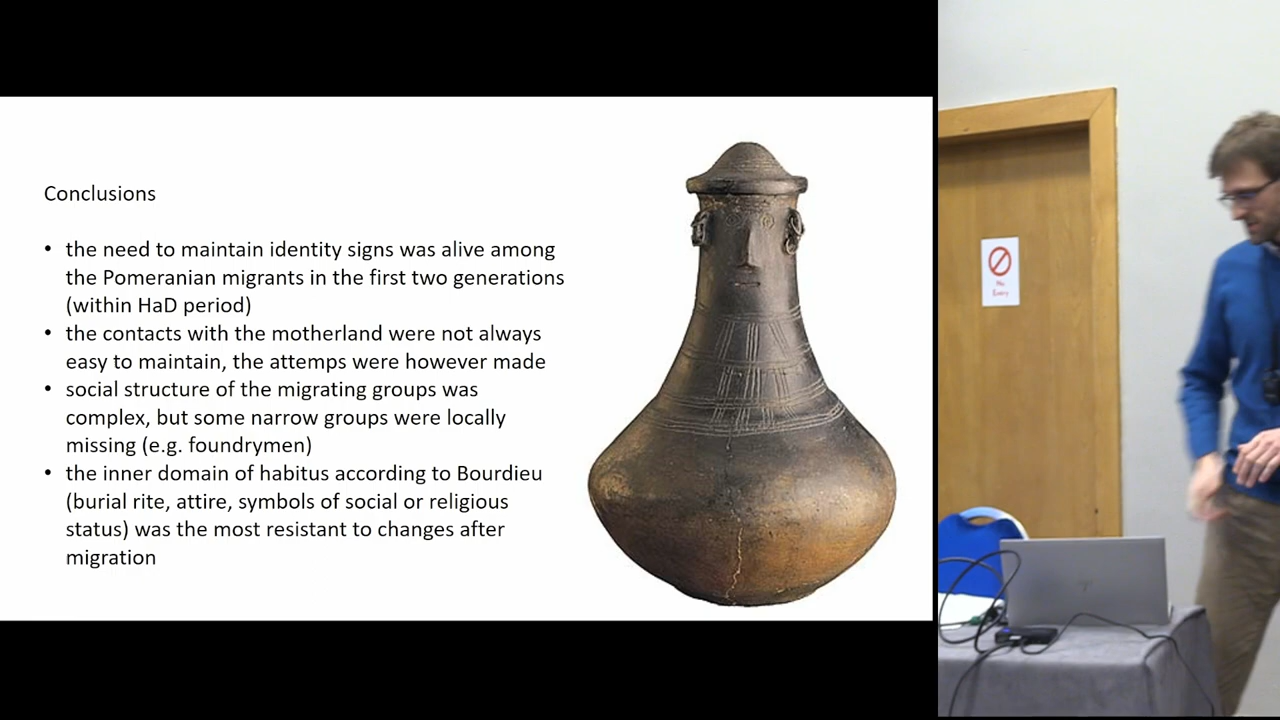 Conclusions
• the need to maintain identity signs was alive among
the Pomeranian migrants in the first two generations
(within HaD period)
• the contacts with the motherland were not always
easy to maintain, the attemps were however made
• social structure of the migrating groups was
complex, but some narrow groups were locally
missing (e.g. foundrymen)
• the inner domain of habitus according to Bourdieu
(burial rite, attire, symbols of social or religious
status) was the most resistant to changes after
migration
No
Entry